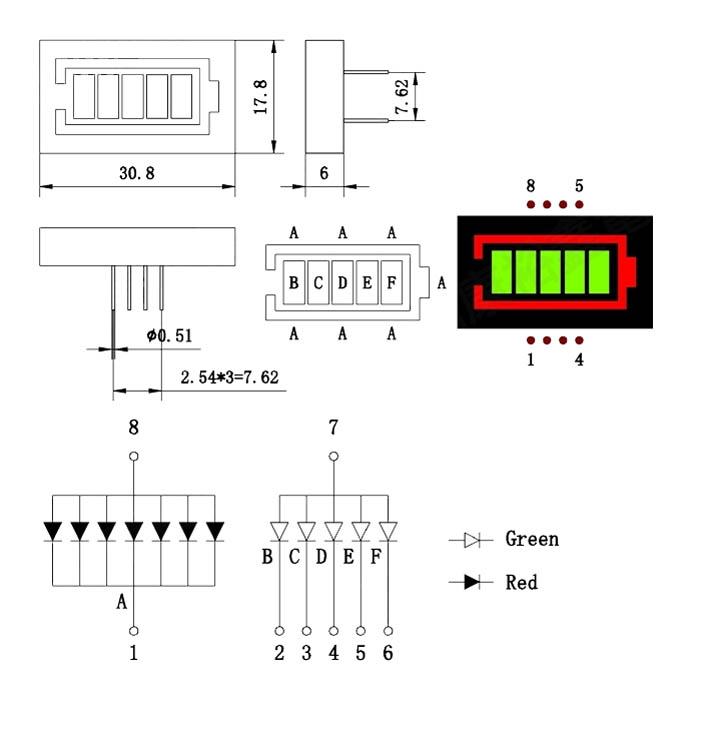 17.8
7.62
30.8
6
8 5
A A A
B C D E F
A
A A A
1 4
ϕ0.51
2.54*3=7.62
8
7
B C D E F
Green
Red
A
1
2 3 4 5 6